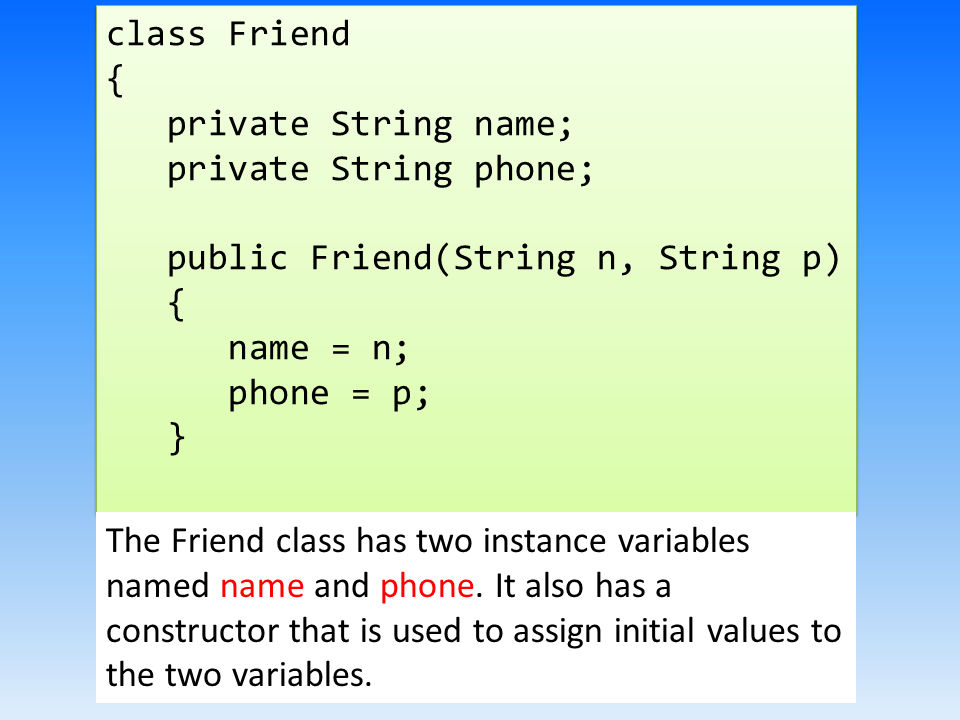 class Friend
{
   private String name;
   private String phone;

   public Friend(String n, String p)
   {
      name = n;
      phone = p;
   }
The Friend class has two instance variables
named name and phone. It also has a
constructor that is used to assign initial values to
the two variables.